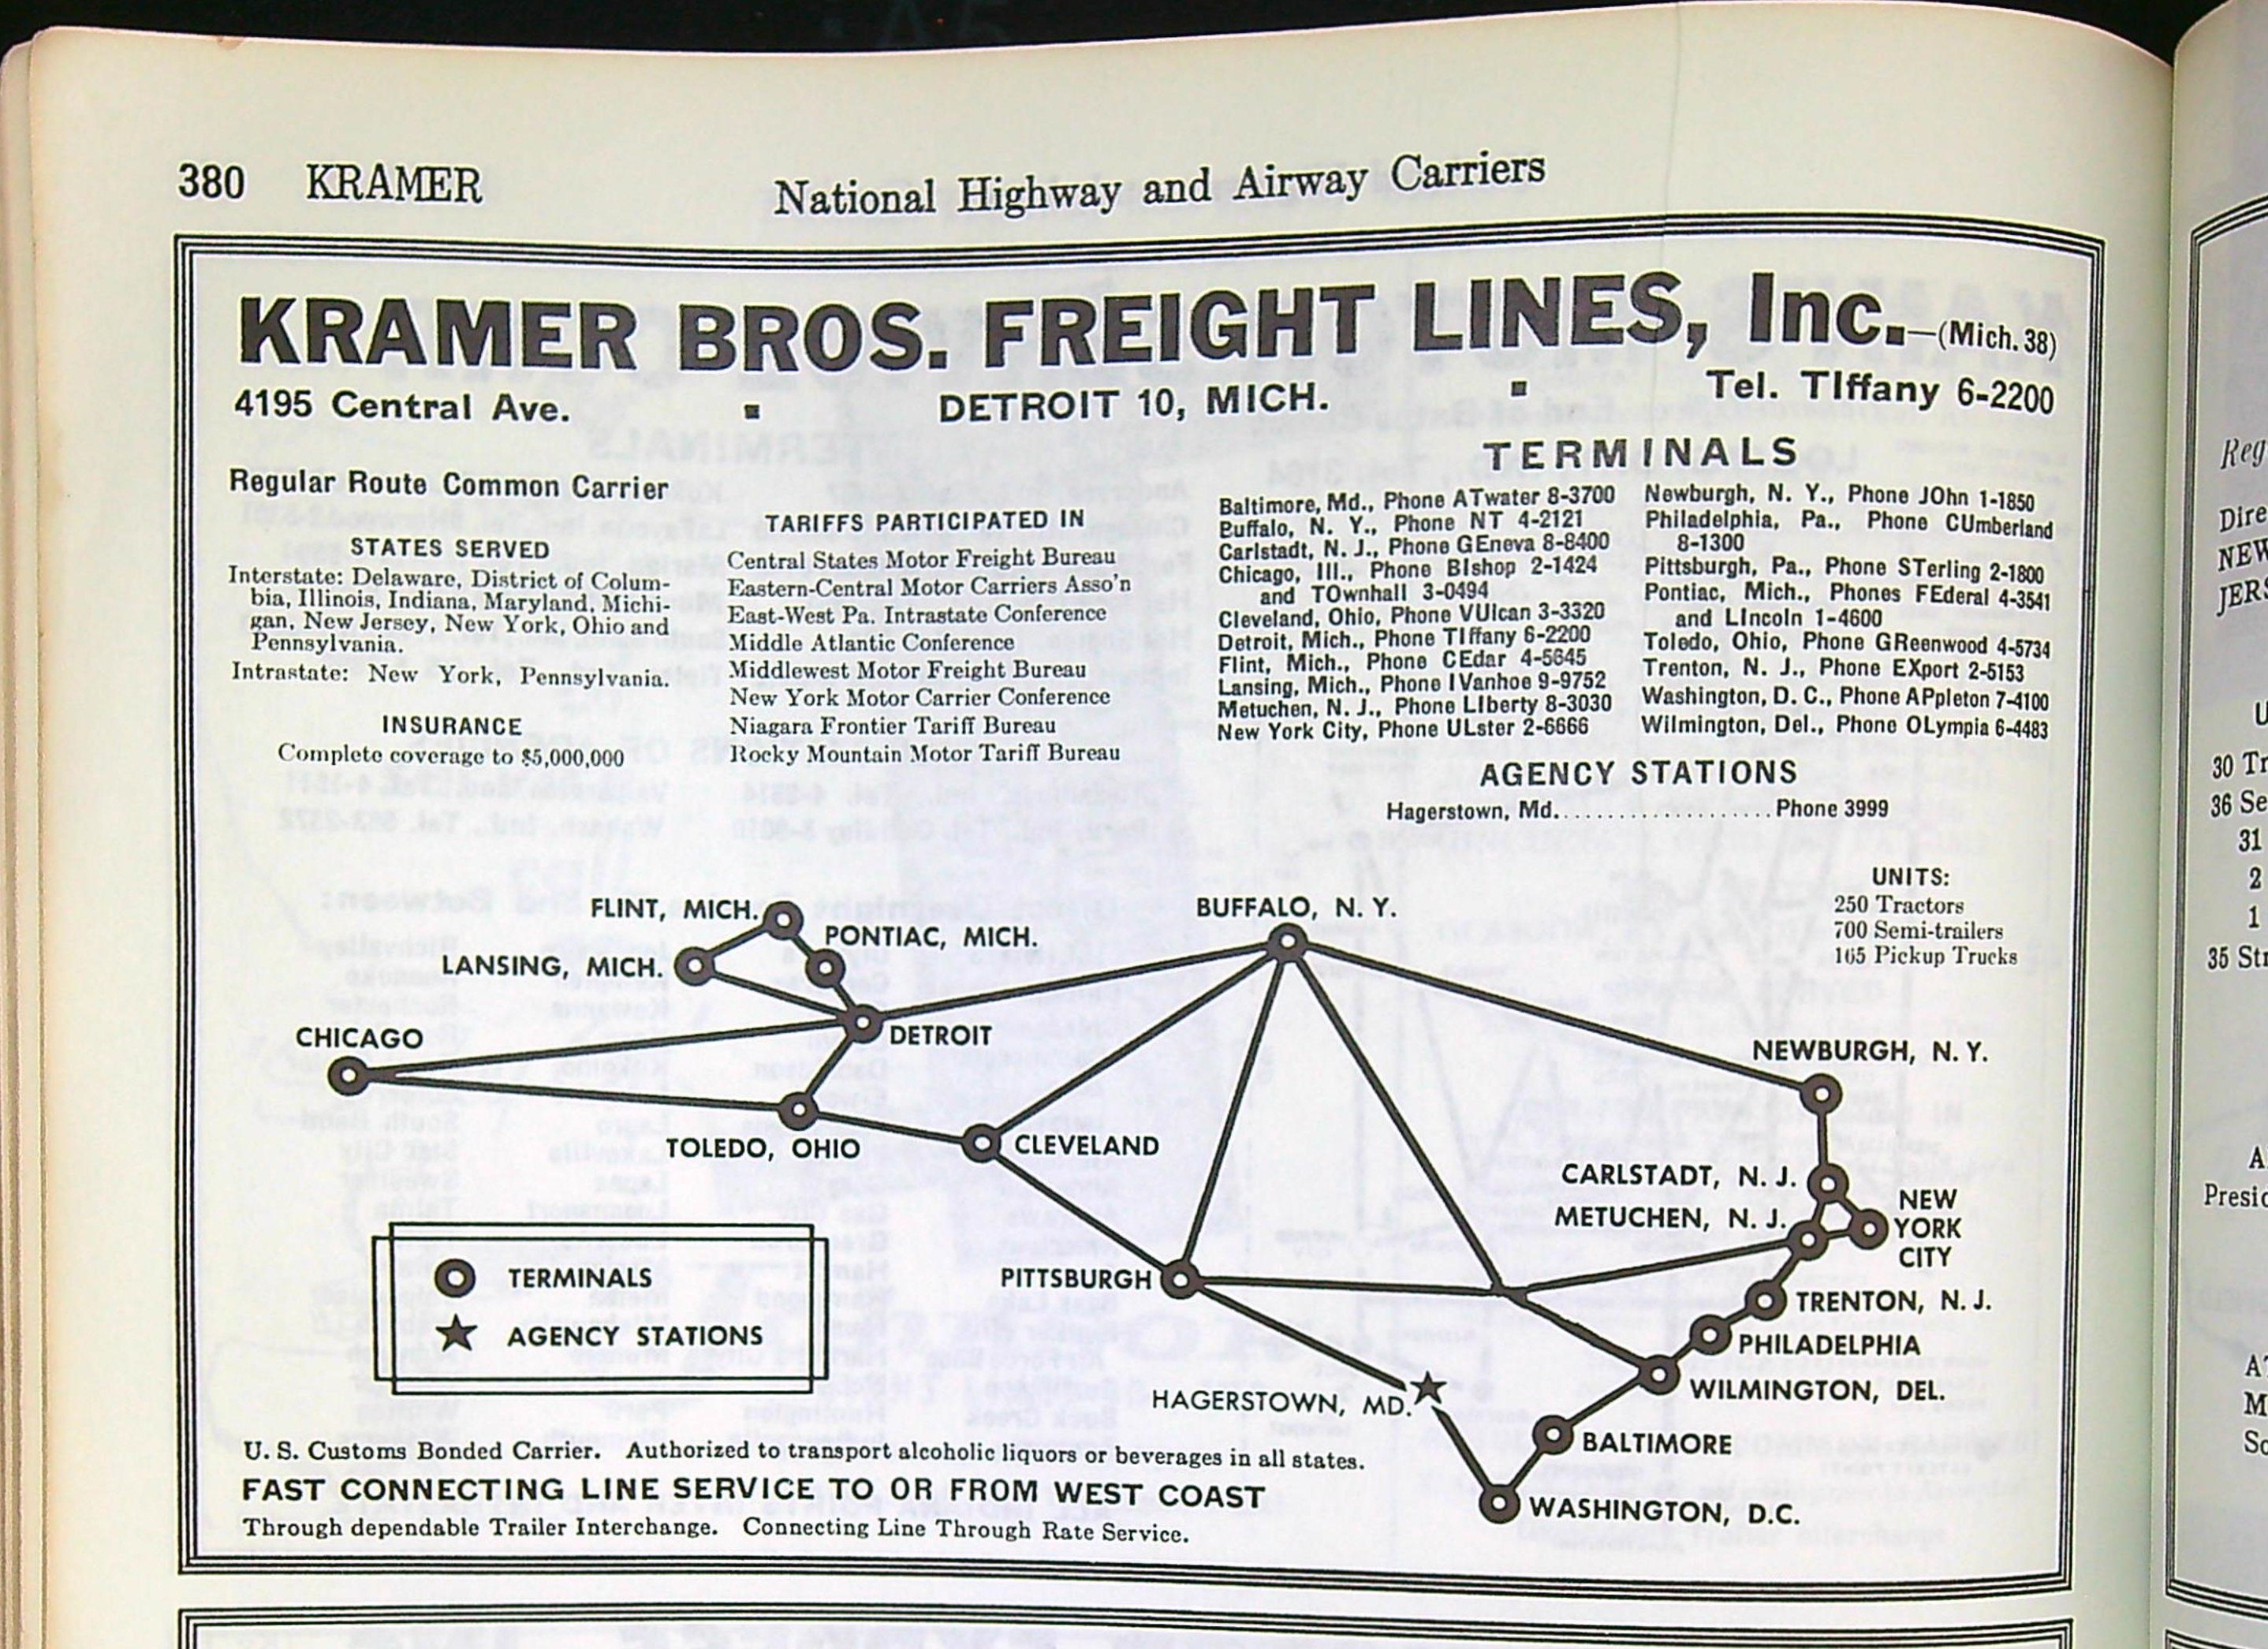 380 KRAMER National Highway and Airway Carriers
KRAMER BROS. FREIGHT LINES, Inc.—(Mich. 38)
4195 Central Ave. ▪ DETROIT 10, MICH. ▪ Tel. TIffany 6-2200
Regular Route Common Carrier
STATES SERVED
Interstate: Delaware, District of Colum-
bia, Illinois, Indiana, Maryland, Michi-
gan, New Jersey, New York, Ohio and
Pennsylvania.
Intrastate: New York, Pennsylvania.
INSURANCE
Complete coverage to $5,000,000
TARIFFS PARTICIPATED IN
Central States Motor Freight Bureau
Eastern-Central Motor Carriers Asso'n
East-West Pa. Intrastate Conference
Middle Atlantic Conference
Middlewest Motor Freight Bureau
New York Motor Carrier Conference
Niagara Frontier Tariff Bureau
Rocky Mountain Motor Tariff Bureau
TERMINALS
Baltimore, Md., Phone ATwater 8-3700
Buffalo, N. Y., Phone NT 4-2121
Carlstadt, N. J., Phone GEneva 8-8400
Chicago, Ill., Phone BIshop 2-1424
and TOwnhall 3-0494
Cleveland, Ohio, Phone VUlcan 3-3320
Detroit, Mich., Phone TIffany 6-2200
Flint, Mich., Phone CEdar 4-5645
Lansing, Mich., Phone IVanhoe 9-9752
Metuchen, N. J., Phone LIberty 8-3030
New York City, Phone ULster 2-6666
Newburgh, N. Y., Phone JOhn 1-1850
Philadelphia, Pa., Phone CUmberland
8-1300
Pittsburgh, Pa., Phone STerling 2-1800
Pontiac, Mich., Phones FEderal 4-3541
and LIncoln 1-4600
Toledo, Ohio, Phone GReenwood 4-5734
Trenton, N. J., Phone EXport 2-5153
Washington, D. C., Phone APpleton 7-4100
Wilmington, Del., Phone OLympia 6-4483
AGENCY STATIONS
Hagerstown, Md...................Phone 3999
UNITS:
250 Tractors
700 Semi-trailers
165 Pickup Trucks
FLINT, MICH.
PONTIAC, MICH.
LANSING, MICH.
DETROIT
CHICAGO
TOLEDO, OHIO
CLEVELAND
BUFFALO, N. Y.
NEWBURGH, N. Y.
CARLSTADT, N. J.
METUCHEN, N. J.
NEW
YORK
CITY
PITTSBURGH
TRENTON, N. J.
PHILADELPHIA
WILMINGTON, DEL.
HAGERSTOWN, MD.
BALTIMORE
WASHINGTON, D.C.
TERMINALS
AGENCY STATIONS
U. S. Customs Bonded Carrier. Authorized to transport alcoholic liquors or beverages in all states.
FAST CONNECTING LINE SERVICE TO OR FROM WEST COAST
Through dependable Trailer Interchange. Connecting Line Through Rate Service.
Reg
Dire
NEW
JERS
U
30 Tr
36 Se
31
2
1
35 Str
A
Presid